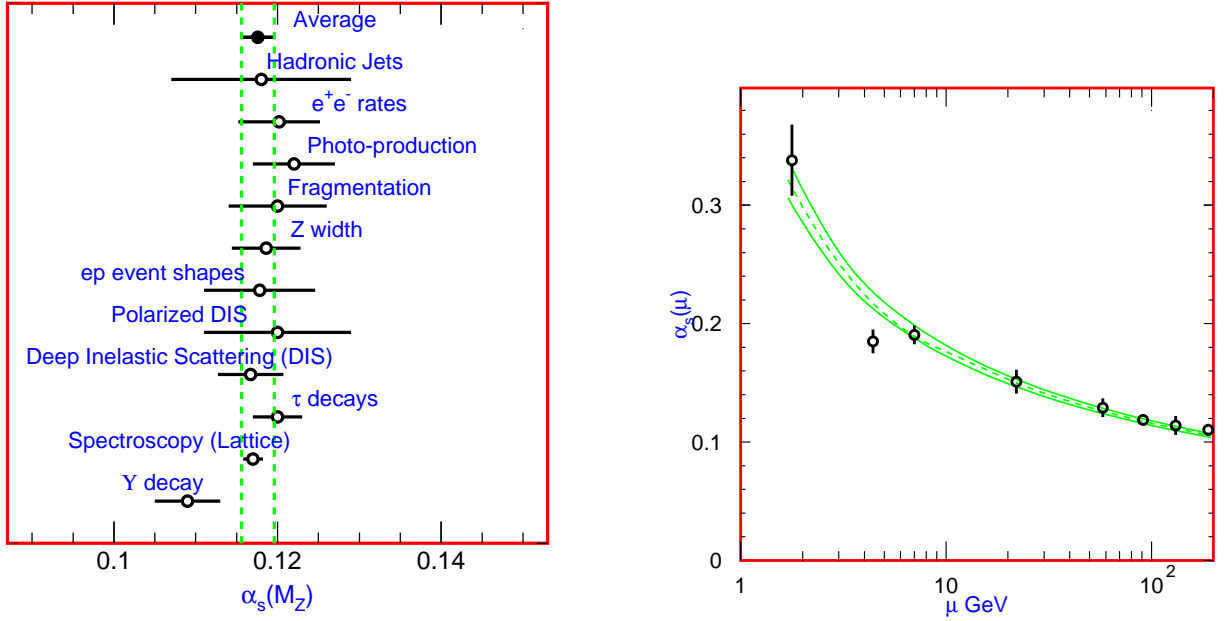 Average
Hadronic Jets
e⁺e⁻ rates
Photo-production
Fragmentation
Z width
ep event shapes
Polarized DIS
Deep Inelastic Scattering (DIS)
τ decays
Spectroscopy (Lattice)
Υ decay
0.1 0.12 0.14
αₛ(M_Z)
0.3
0.2
0.1
0
αₛ(μ)
1 10 10²
μ GeV